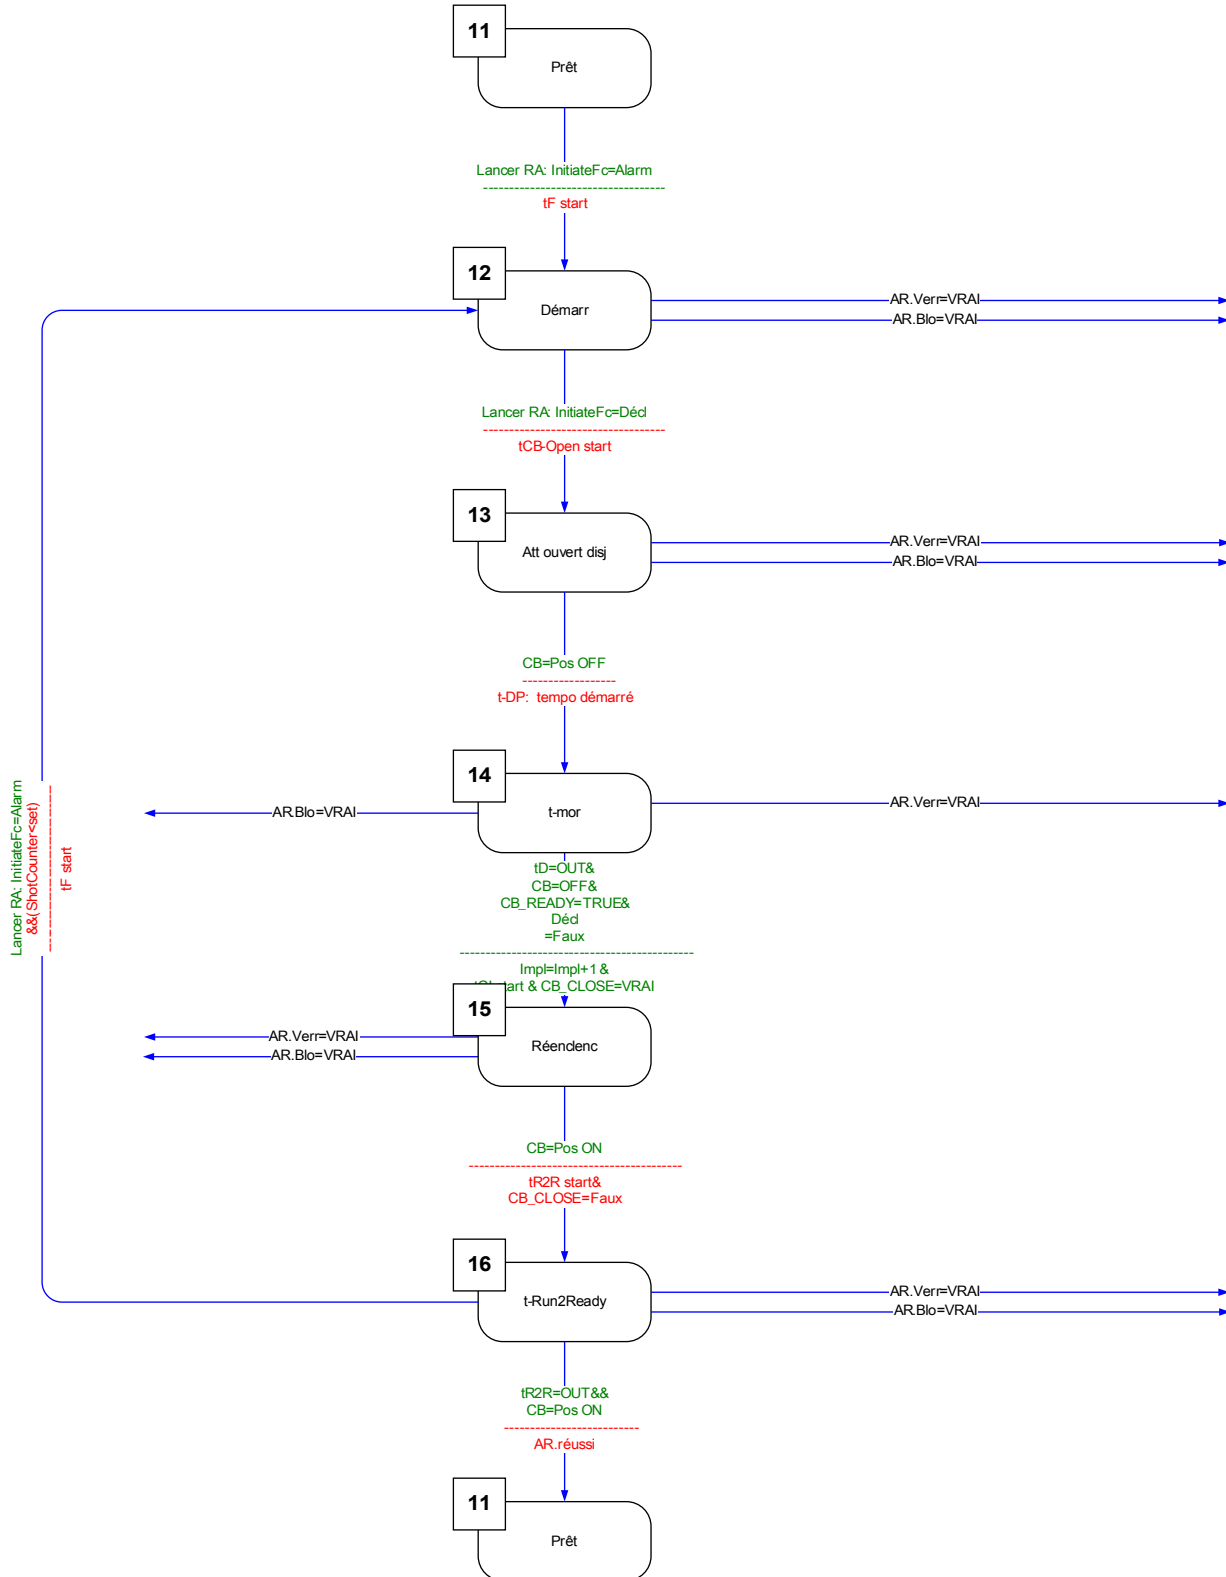 11
Prêt
Lancer RA: InitiateFc=Alarm
------------------------------------
tF start
12
Démarr
AR.Verr=VRAI
AR.Blo=VRAI
Lancer RA: InitiateFc=Décl
------------------------------------
tCB-Open start
13
Att ouvert disj
AR.Verr=VRAI
AR.Blo=VRAI
CB=Pos OFF
------------------
t-DP: tempo démarré
14
t-mor
AR.Blo=VRAI
AR.Verr=VRAI
Lancer RA: InitiateFc=Alarm
&&(ShotCounter<set)
---------------------------------
tF start
tD=OUT&
CB=OFF&
CB_READY=TRUE&
Décl
=Faux
---------------------------------------------
Impl=Impl+1 &
start & CB_CLOSE=VRAI
15
Réenclenc
AR.Verr=VRAI
AR.Blo=VRAI
CB=Pos ON
-----------------------------------------
tR2R start&
CB_CLOSE=Faux
16
t-Run2Ready
AR.Verr=VRAI
AR.Blo=VRAI
tR2R=OUT&&
CB=Pos ON
--------------------------
AR.réussi
11
Prêt